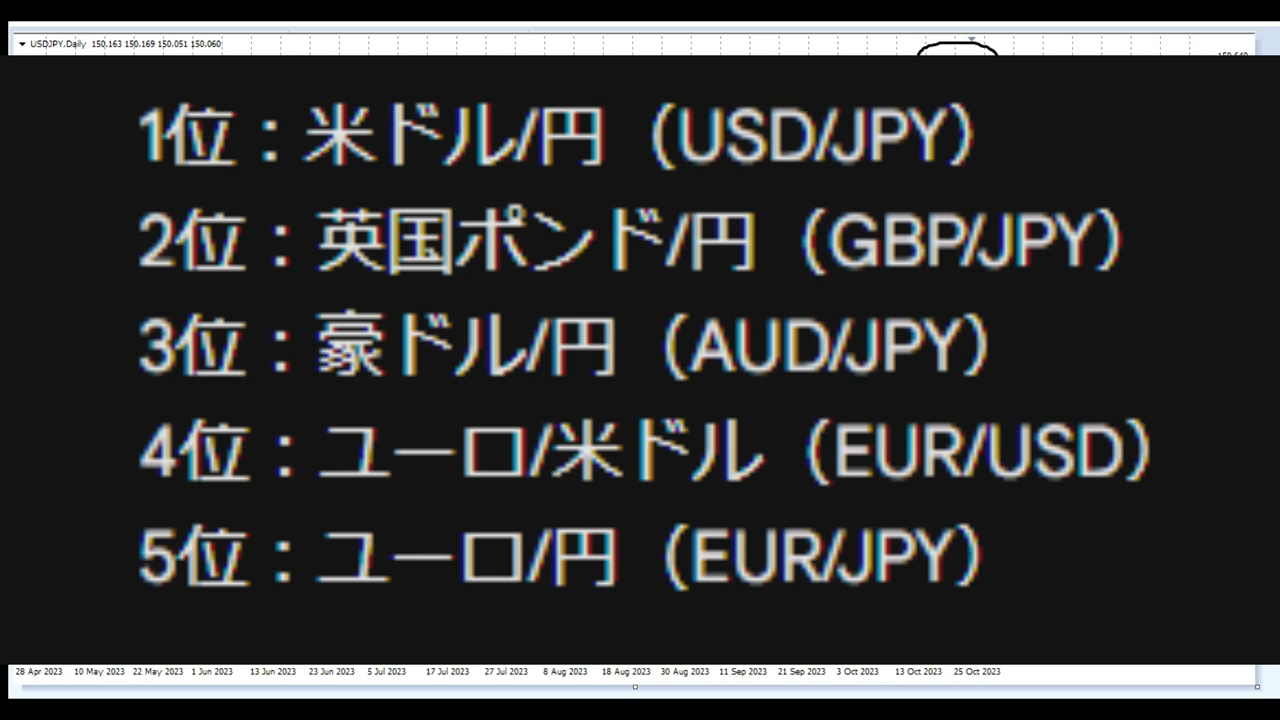 USDJPY,Daily 150.163 150.169 150.051 150.060
1位：米ドル/円（USD/JPY）
2位：英国ポンド/円（GBP/JPY）
3位：豪ドル/円（AUD/JPY）
4位：ユーロ/米ドル（EUR/USD）
5位：ユーロ/円（EUR/JPY）
28 Apr 2023 10 May 2023 22 May 2023 1 Jun 2023 13 Jun 2023 23 Jun 2023 5 Jul 2023 17 Jul 2023 27 Jul 2023 8 Aug 2023 18 Aug 2023 30 Aug 2023 11 Sep 2023 21 Sep 2023 3 Oct 2023 13 Oct 2023 25 Oct 2023